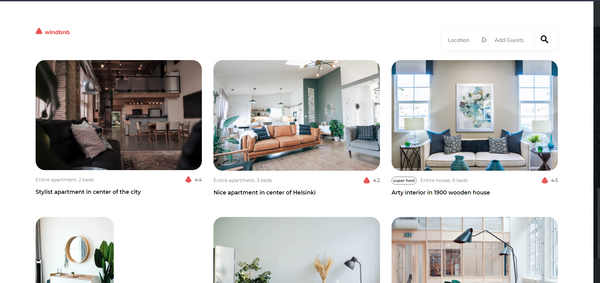 windbnb
Location
Add Guests
Entire apartment, 2 beds
4.4
Stylist apartment in center of the city
Entire apartment, 3 beds
4.2
Nice apartment in center of Helsinki
super host
Entire house, 6 beds
4.5
Arty interior in 1900 wooden house